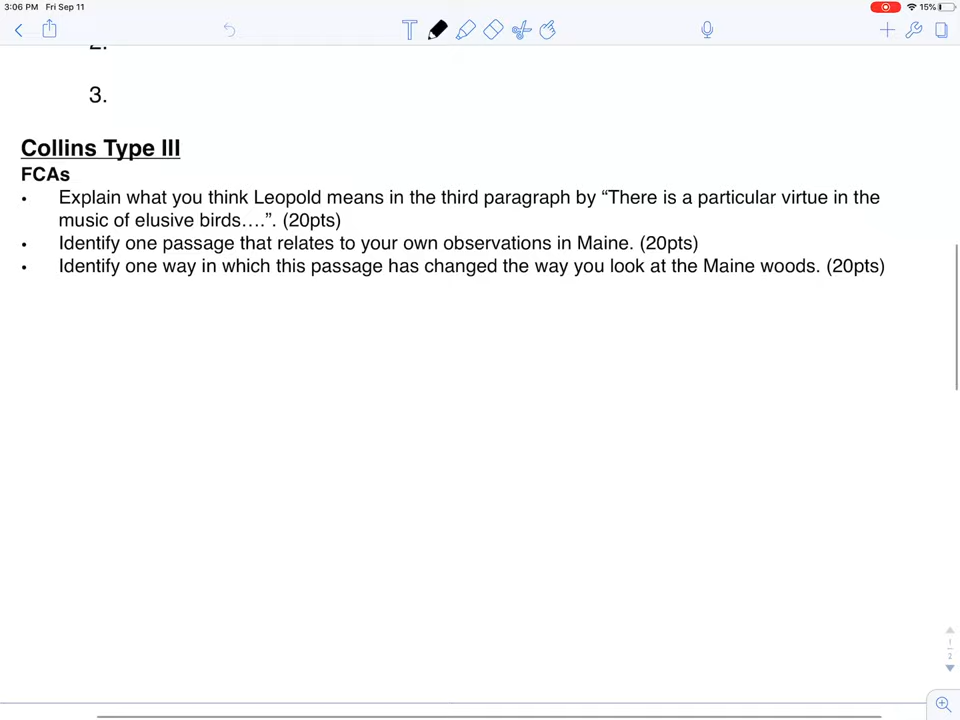 3:06 PM Fri Sep 11
15%
2.
3.
Collins Type III
FCAs
• Explain what you think Leopold means in the third paragraph by “There is a particular virtue in the
music of elusive birds….”. (20pts)
• Identify one passage that relates to your own observations in Maine. (20pts)
• Identify one way in which this passage has changed the way you look at the Maine woods. (20pts)
1
2